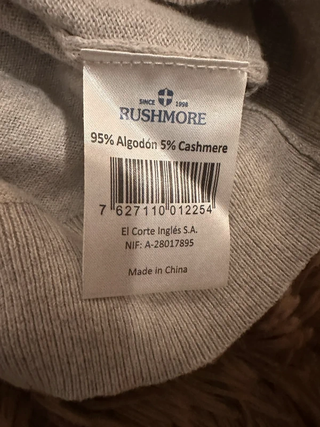 SINCE 1998
RUSHMORE
95% Algodón 5% Cashmere
7 627110 012254
El Corte Inglés S.A.
NIF: A-28017895
Made in China